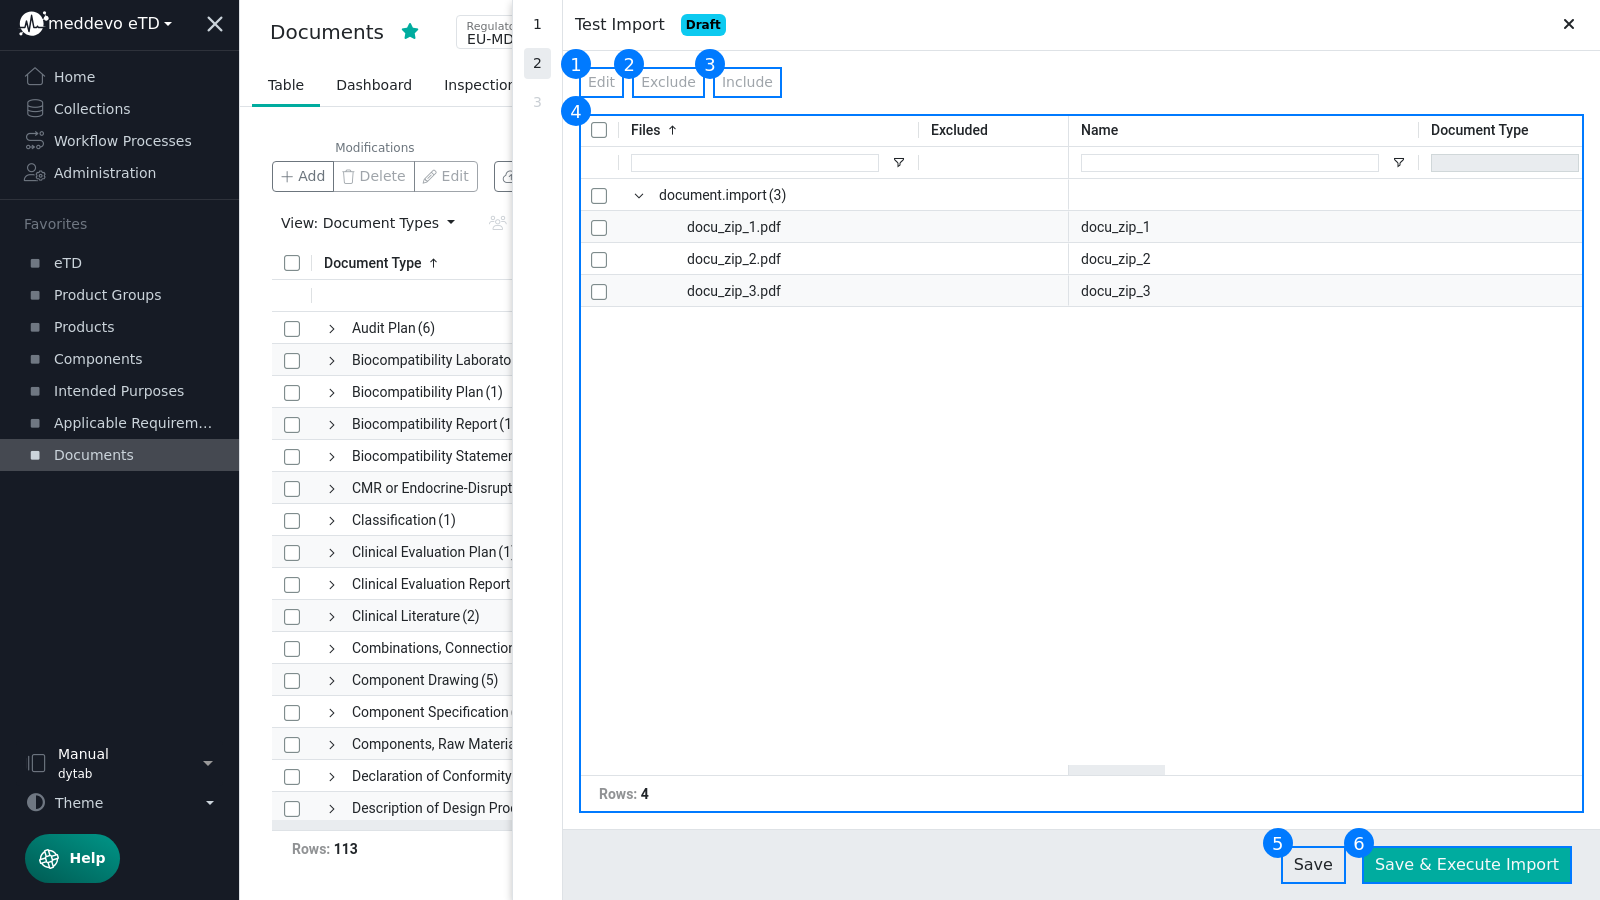 meddevo eTD
Home
Collections
Workflow Processes
Administration
Favorites
eTD
Product Groups
Products
Components
Intended Purposes
Applicable Requirem...
Documents
Manual
dytab
Theme
Help
Documents
Regulato
EU-MD
Table
Dashboard
Inspection
Modifications
Add
Delete
Edit
View: Document Types
Document Type ↑
Audit Plan (6)
Biocompatibility Laborato
Biocompatibility Plan (1)
Biocompatibility Report (1
Biocompatibility Statemen
CMR or Endocrine-Disrupt
Classification (1)
Clinical Evaluation Plan (1)
Clinical Evaluation Report
Clinical Literature (2)
Combinations, Connection
Component Drawing (5)
Component Specification
Components, Raw Materia
Declaration of Conformity
Description of Design Proc
Rows: 113
1
2
3
Test Import Draft
1 Edit
2 Exclude
3 Include
4
Files ↑ Excluded Name Document Type
document.import (3)
docu_zip_1.pdf docu_zip_1
docu_zip_2.pdf docu_zip_2
docu_zip_3.pdf docu_zip_3
Rows: 4
5 Save
6 Save & Execute Import